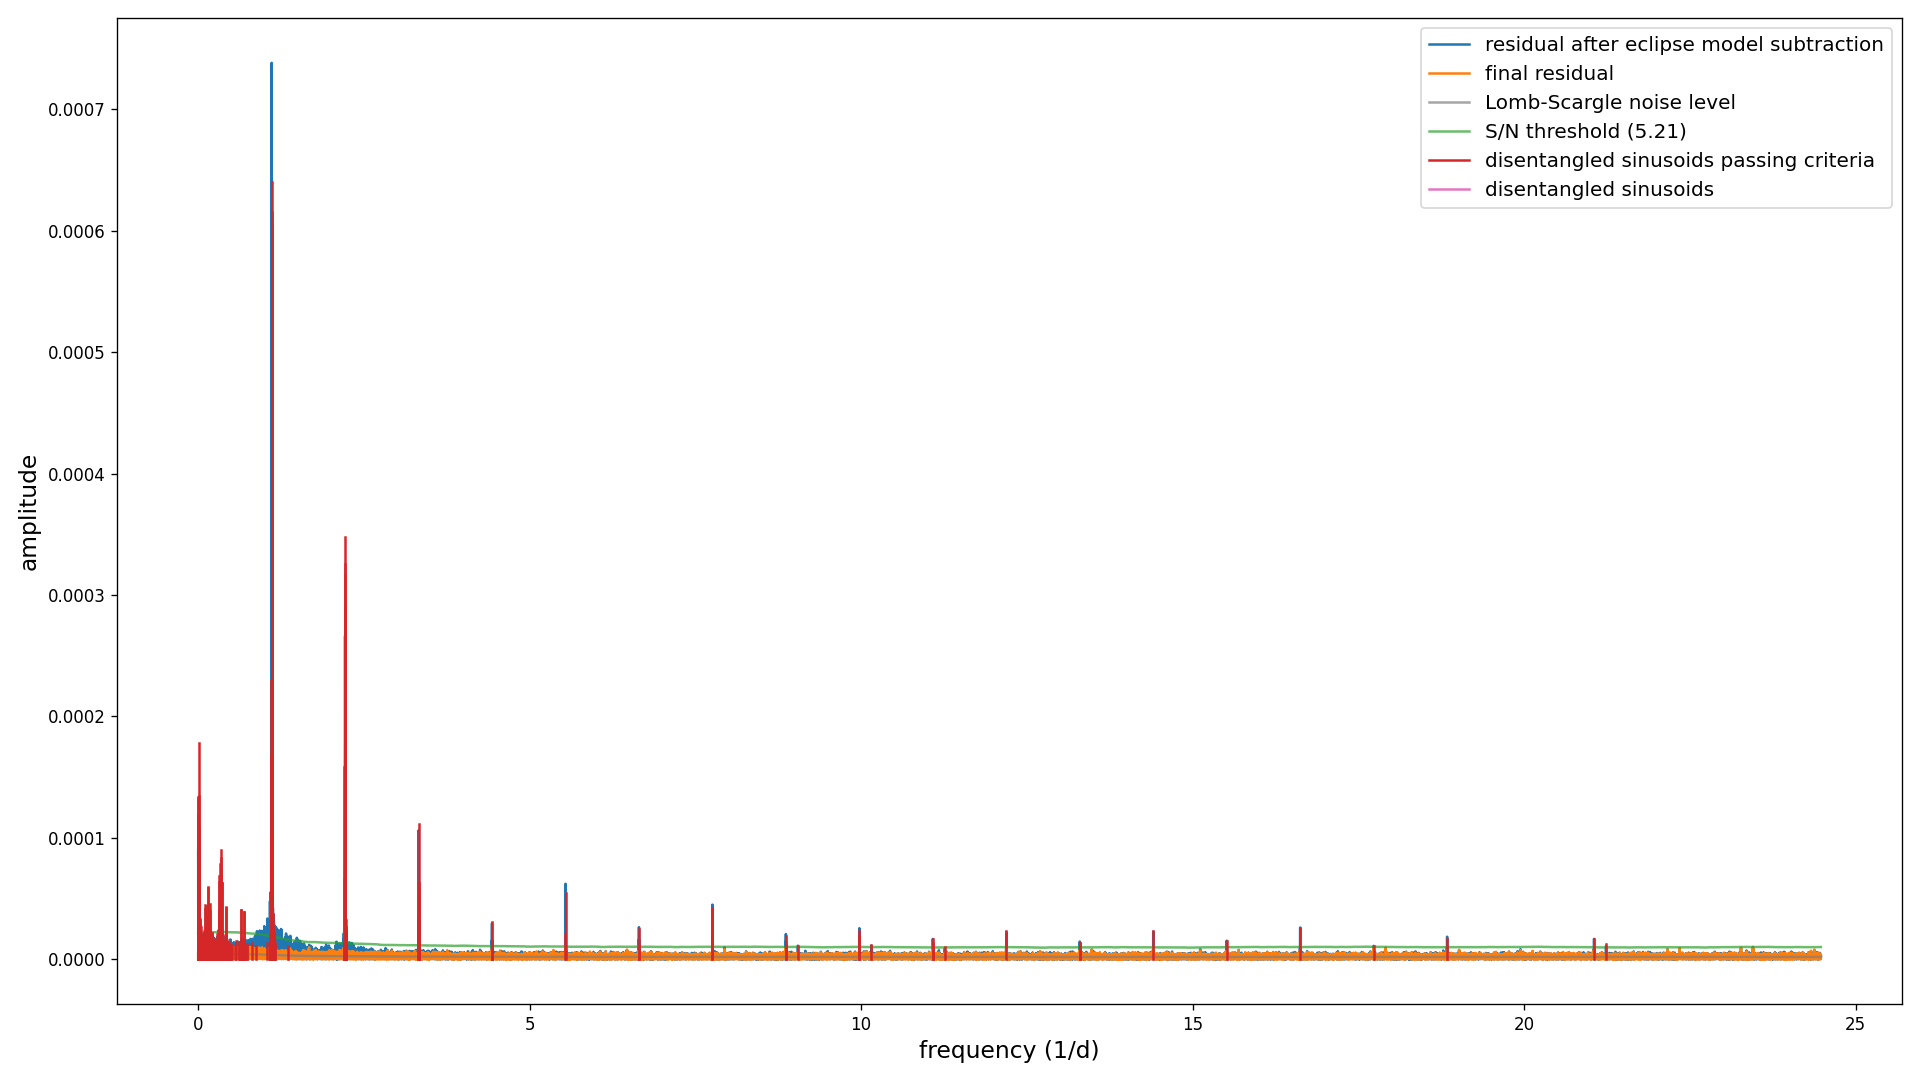 residual after eclipse model subtraction
final residual
Lomb-Scargle noise level
S/N threshold (5.21)
disentangled sinusoids passing criteria
disentangled sinusoids
amplitude
0.0007
0.0006
0.0005
0.0004
0.0003
0.0002
0.0001
0.0000
0 5 10 15 20 25
frequency (1/d)